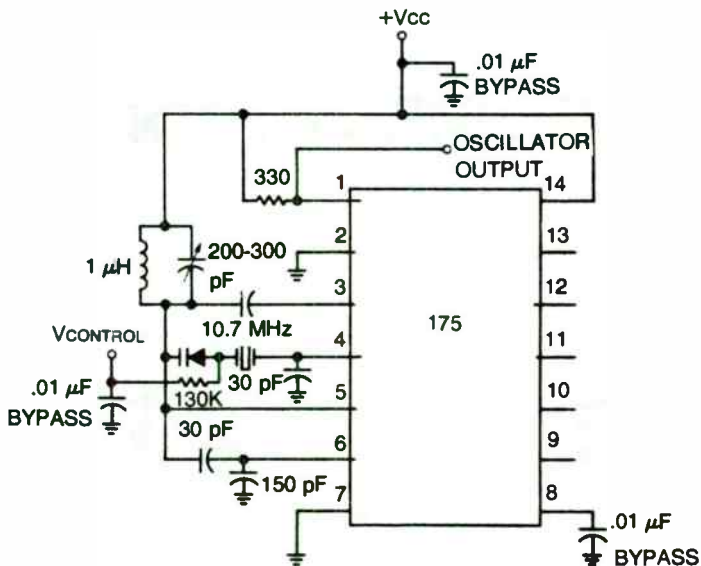 +VCC
.01 µF
BYPASS
OSCILLATOR
OUTPUT
330
1
14
2
13
1 µH
200-300
pF
3
12
10.7 MHz
175
VCONTROL
4
11
30 pF
.01 µF
BYPASS
130K
5
10
30 pF
6
9
150 pF
7
8
.01 µF
BYPASS